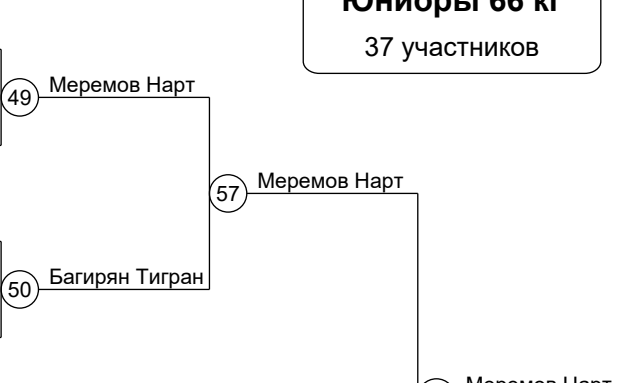 Юниоры 66 кг
37 участников
49 Меремов Нарт
57 Меремов Нарт
50 Багирян Тигран
Меремов Нарт